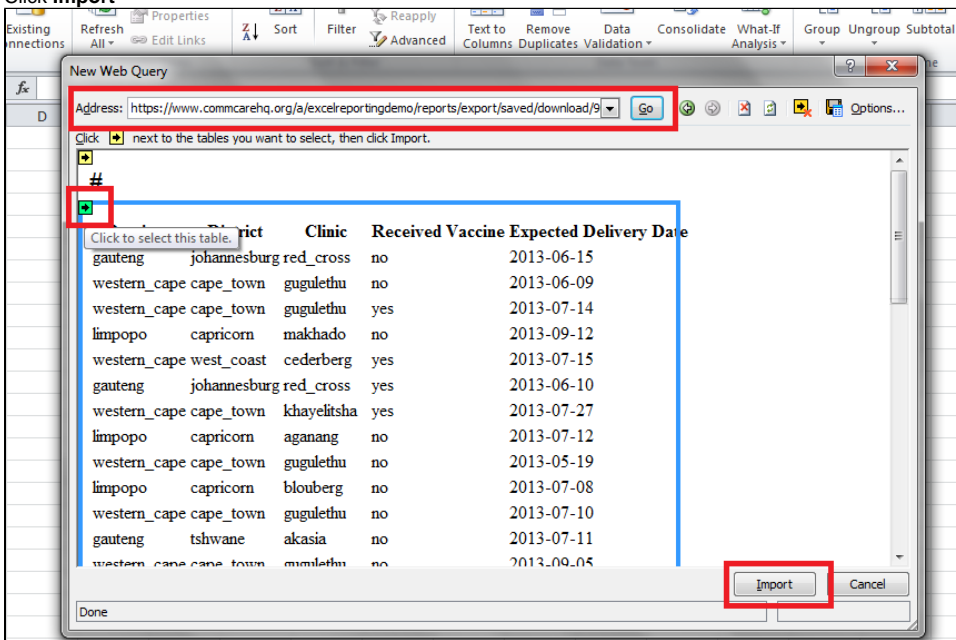 Click Import
Properties
Reapply
Existing Refresh Sort Filter Text to Remove Data Consolidate What-If Group Ungroup Subtotal
All Edit Links Advanced Columns Duplicates Validation Analysis
New Web Query
fx
Address: https://www.commcarehq.org/a/excelreportingdemo/reports/export/saved/download/9 Go Options...
D
Click next to the tables you want to select, then click Import.
#
Clinic Received Vaccine Expected Delivery Date
Click to select this table.
gauteng johannesburg red_cross no 2013-06-15
western_cape cape_town gugulethu no 2013-06-09
western_cape cape_town gugulethu yes 2013-07-14
limpopo capricorn makhado no 2013-09-12
western_cape west_coast cederberg yes 2013-07-15
gauteng johannesburg red_cross yes 2013-06-10
western_cape cape_town khayelitsha yes 2013-07-27
limpopo capricorn aganang no 2013-07-12
western_cape cape_town gugulethu no 2013-05-19
limpopo capricorn blouberg no 2013-07-08
western_cape cape_town gugulethu no 2013-07-10
gauteng tshwane akasia no 2013-07-11
western_cape cape_town gugulethu no 2013-09-05
Import Cancel
Done